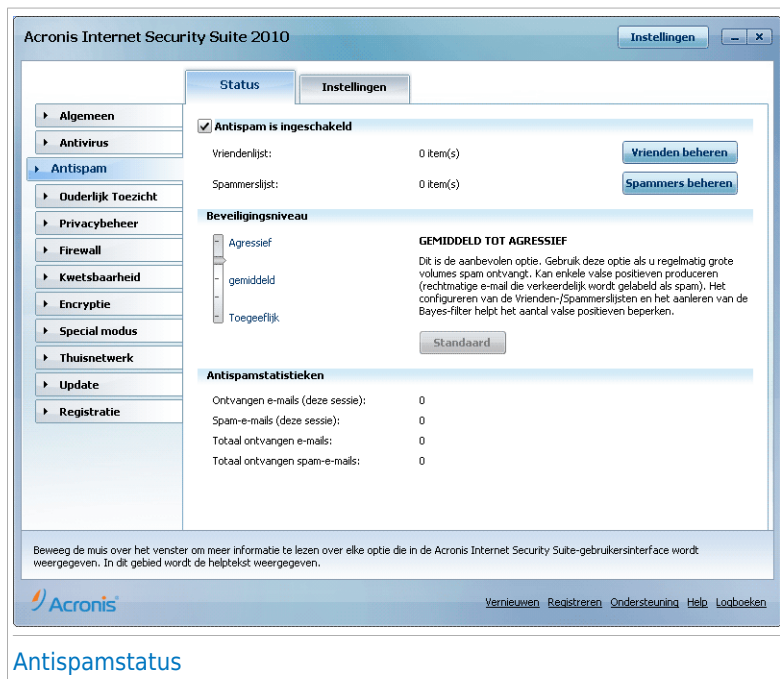 Acronis Internet Security Suite 2010
Instellingen
Status
Instellingen
Algemeen
Antivirus
Antispam
Ouderlijk Toezicht
Privacybeheer
Firewall
Kwetsbaarheid
Encryptie
Special modus
Thuisnetwerk
Update
Registratie
Antispam is ingeschakeld
Vriendenlijst: 0 item(s) Vrienden beheren
Spammerslijst: 0 item(s) Spammers beheren
Beveiligingsniveau
Agressief
gemiddeld
Toegeeflijk
GEMIDDELD TOT AGRESSIEF
Dit is de aanbevolen optie. Gebruik deze optie als u regelmatig grote
volumes spam ontvangt. Kan enkele valse positieven produceren
(rechtmatige e-mail die verkeerdelijk wordt gelabeld als spam). Het
configureren van de Vrienden-/Spammerslijsten en het aanleren van de
Bayes-filter helpt het aantal valse positieven beperken.
Standaard
Antispamstatistieken
Ontvangen e-mails (deze sessie): 0
Spam-e-mails (deze sessie): 0
Totaal ontvangen e-mails: 0
Totaal ontvangen spam-e-mails: 0
Beweeg de muis over het venster om meer informatie te lezen over elke optie die in de Acronis Internet Security Suite-gebruikersinterface wordt
weergegeven. In dit gebied wordt de helptekst weergegeven.
Acronis
Vernieuwen Registreren Ondersteuning Help Logboeken
Antispamstatus